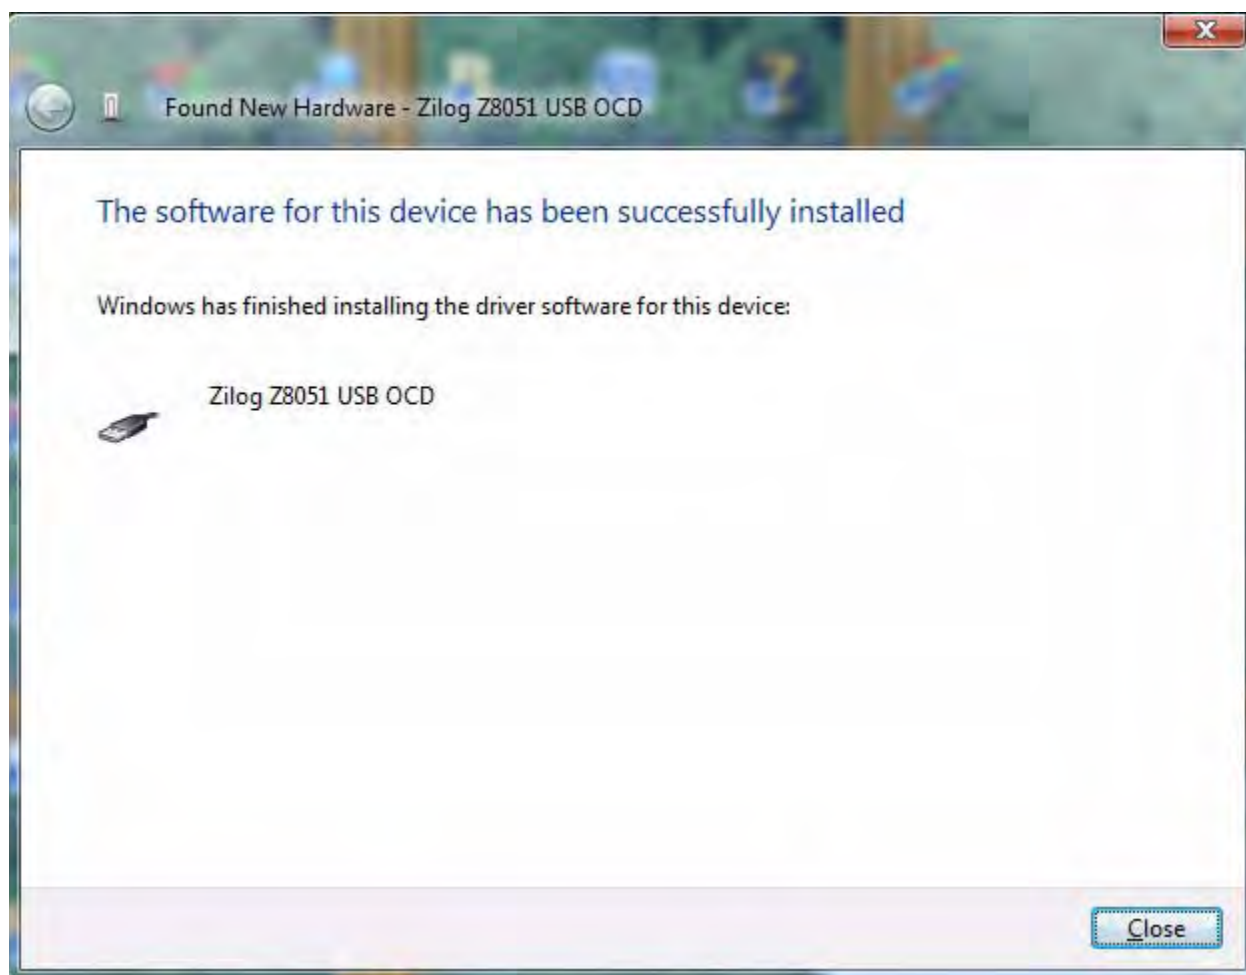 Found New Hardware - Zilog Z8051 USB OCD
The software for this device has been successfully installed
Windows has finished installing the driver software for this device:
Zilog Z8051 USB OCD
Close